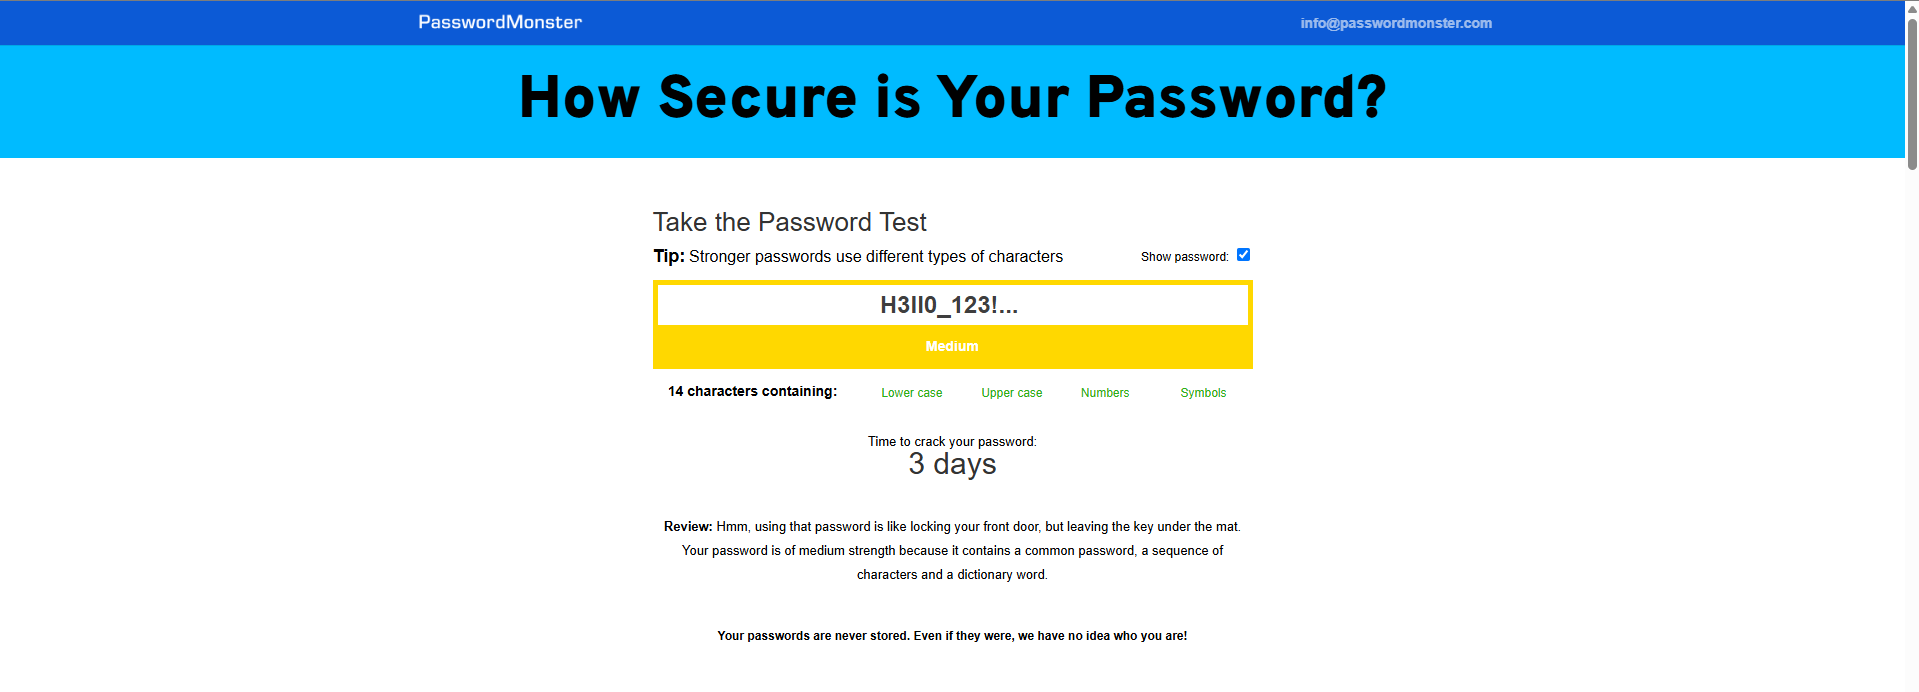 PasswordMonster
info@passwordmonster.com
How Secure is Your Password?
Take the Password Test
Tip: Stronger passwords use different types of characters
Show password:
H3ll0_123!...
Medium
14 characters containing:
Lower case
Upper case
Numbers
Symbols
Time to crack your password:
3 days
Review: Hmm, using that password is like locking your front door, but leaving the key under the mat.
Your password is of medium strength because it contains a common password, a sequence of
characters and a dictionary word.
Your passwords are never stored. Even if they were, we have no idea who you are!